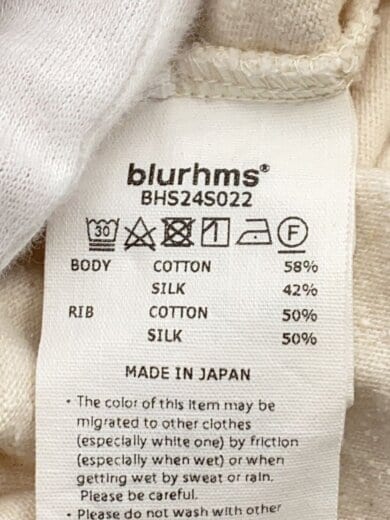 blurhms®
BHS24S022
30 F
BODY COTTON 58%
SILK 42%
RIB COTTON 50%
SILK 50%
MADE IN JAPAN
• The color of this item may be
migrated to other clothes
(especially white one) by friction
(especially when wet) or when
getting wet by sweat or rain.
Please be careful.
• Please do not wash with other